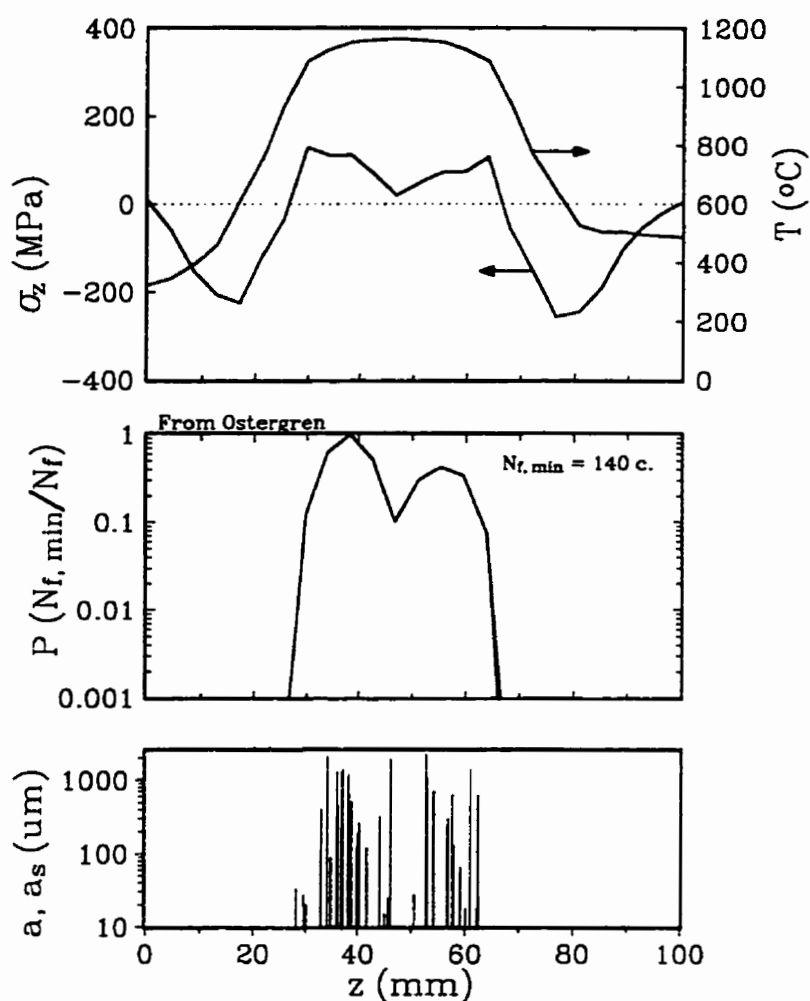 400
200
0
−200
−400
σz (MPa)
1200
1000
800
600
400
200
0
T (oC)
From Ostergren
Nf, min = 140 c.
1
0.1
0.01
0.001
P (Nf, min/Nf)
1000
100
10
a, as (um)
0 20 40 60 80 100
z (mm)